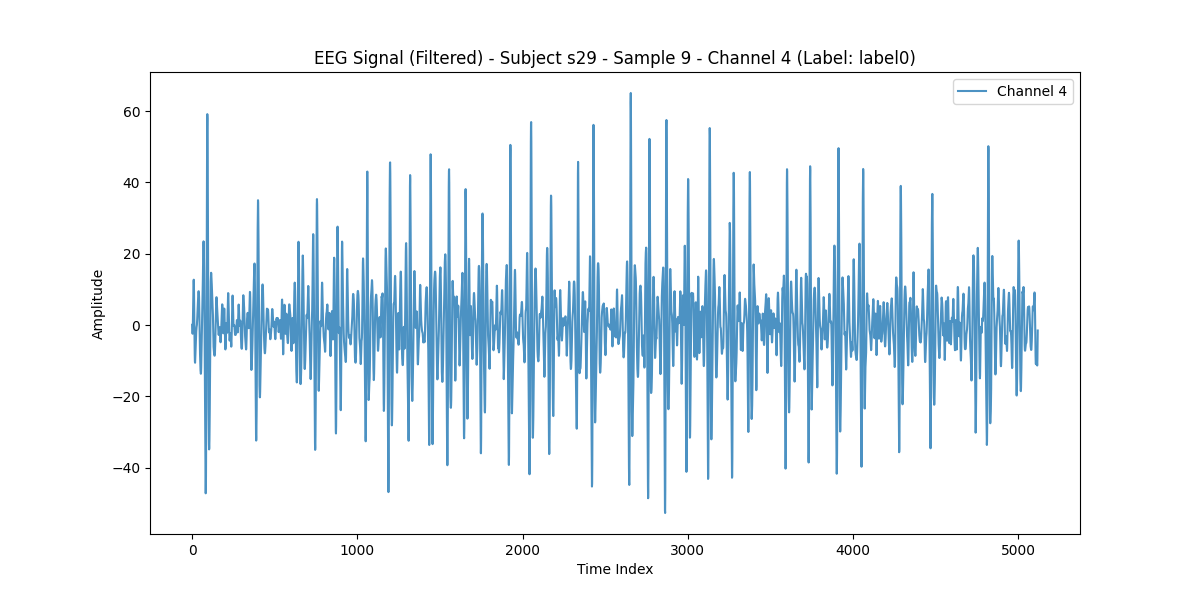 EEG Signal (Filtered) - Subject s29 - Sample 9 - Channel 4 (Label: label0)
Channel 4
60
40
20
0
−20
−40
Amplitude
0 1000 2000 3000 4000 5000
Time Index